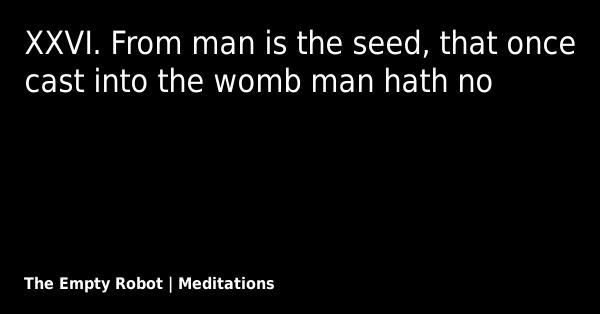 XXVI. From man is the seed, that once
cast into the womb man hath no
The Empty Robot | Meditations